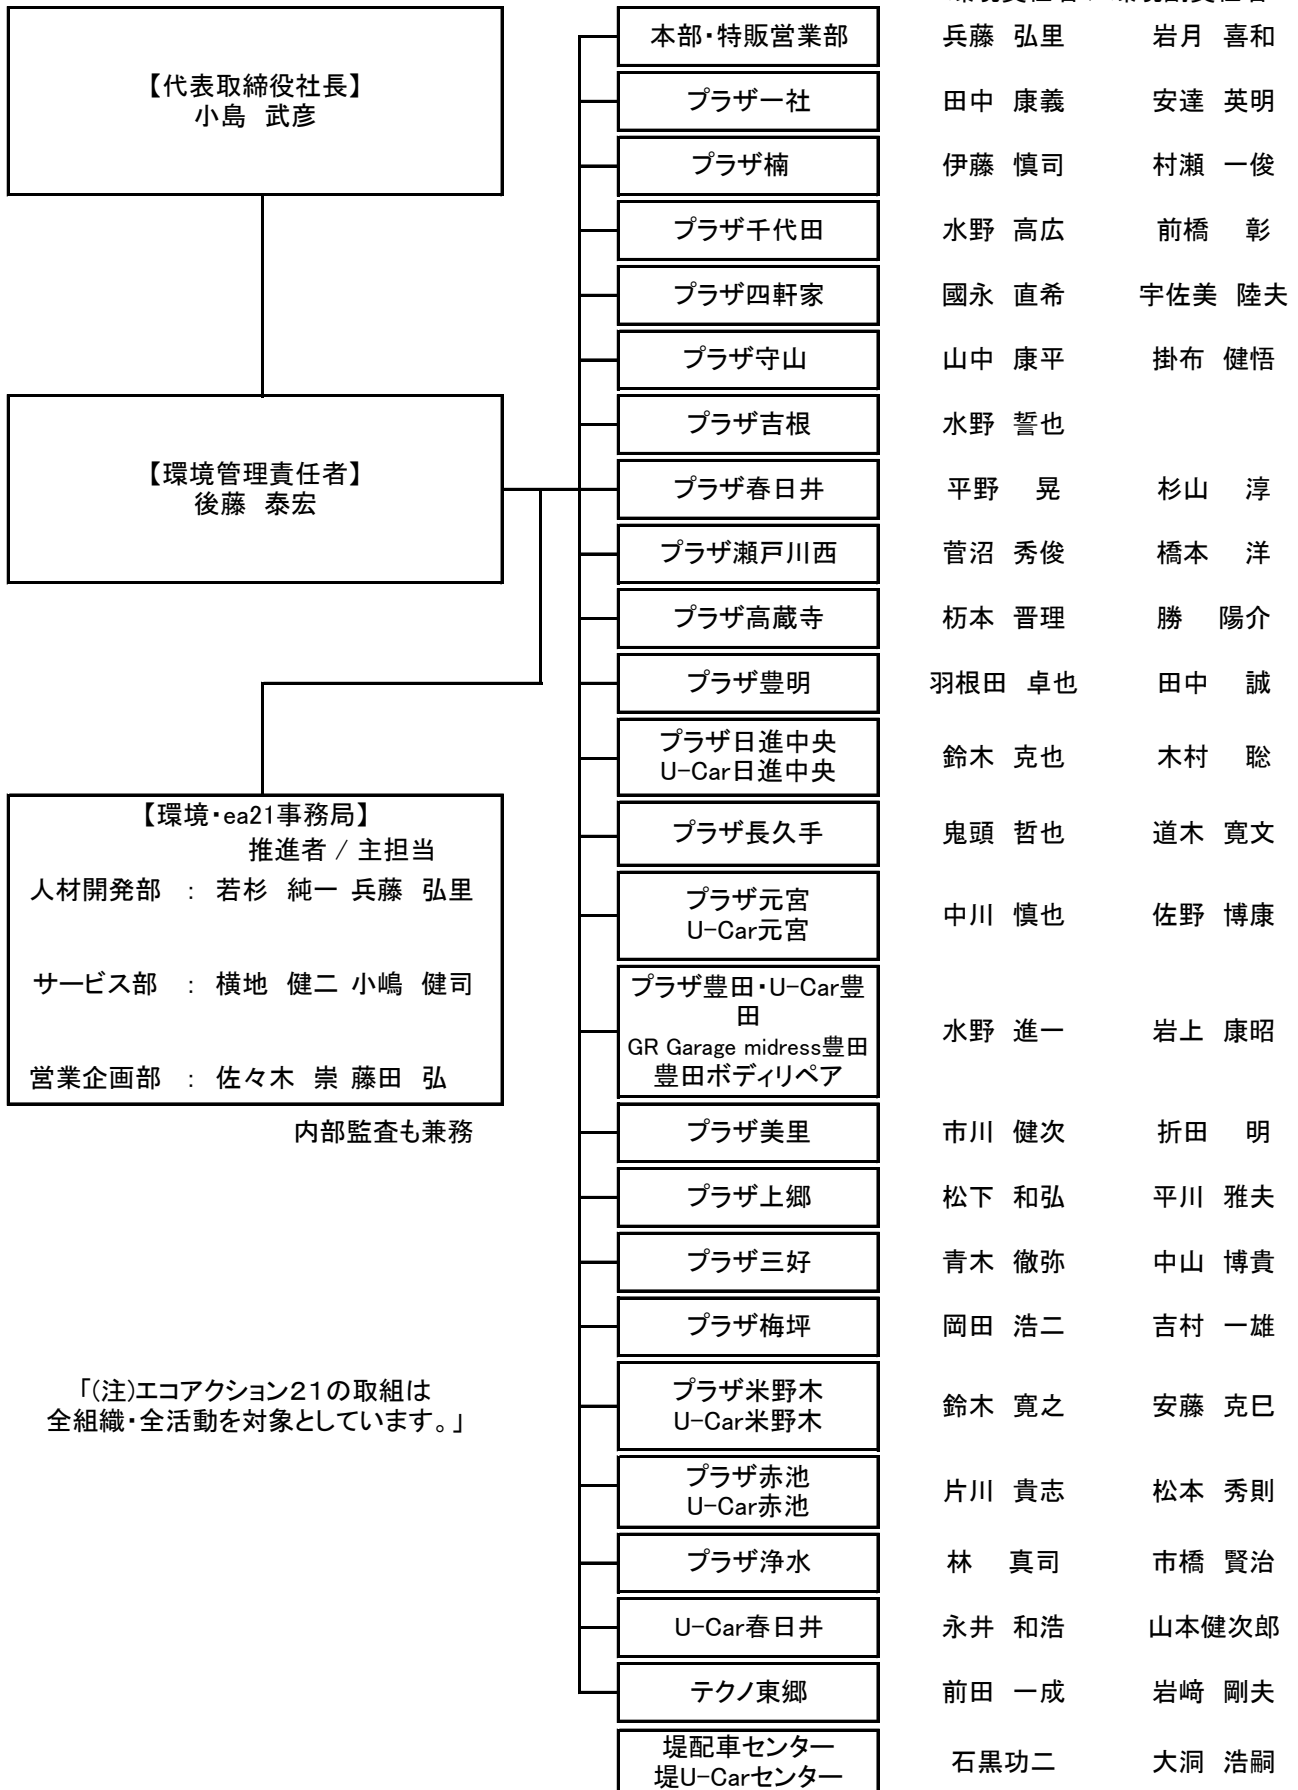 【代表取締役社長】
小島 武彦
【環境管理責任者】
後藤 泰宏
【環境・ea21事務局】
推進者 / 主担当
人材開発部 : 若杉 純一 兵藤 弘里
サービス部 : 横地 健二 小嶋 健司
営業企画部 : 佐々木 崇 藤田 弘
内部監査も兼務
「(注)エコアクション21の取組は
全組織・全活動を対象としています。」
本部・特販営業部 兵藤 弘里 岩月 喜和
プラザ一社 田中 康義 安達 英明
プラザ楠 伊藤 慎司 村瀬 一俊
プラザ千代田 水野 高広 前橋 彰
プラザ四軒家 國永 直希 宇佐美 陸夫
プラザ守山 山中 康平 掛布 健悟
プラザ吉根 水野 誓也
プラザ春日井 平野 晃 杉山 淳
プラザ瀬戸川西 菅沼 秀俊 橋本 洋
プラザ高蔵寺 杤本 晋理 勝 陽介
プラザ豊明 羽根田 卓也 田中 誠
プラザ日進中央
U-Car日進中央 鈴木 克也 木村 聡
プラザ長久手 鬼頭 哲也 道木 寛文
プラザ元宮
U-Car元宮 中川 慎也 佐野 博康
プラザ豊田・U-Car豊
田
GR Garage midress豊田
豊田ボディリペア 水野 進一 岩上 康昭
プラザ美里 市川 健次 折田 明
プラザ上郷 松下 和弘 平川 雅夫
プラザ三好 青木 徹弥 中山 博貴
プラザ梅坪 岡田 浩二 吉村 一雄
プラザ米野木
U-Car米野木 鈴木 寛之 安藤 克巳
プラザ赤池
U-Car赤池 片川 貴志 松本 秀則
プラザ浄水 林 真司 市橋 賢治
U-Car春日井 永井 和浩 山本健次郎
テクノ東郷 前田 一成 岩﨑 剛夫
堤配車センター
堤U-Carセンター 石黒功二 大洞 浩嗣